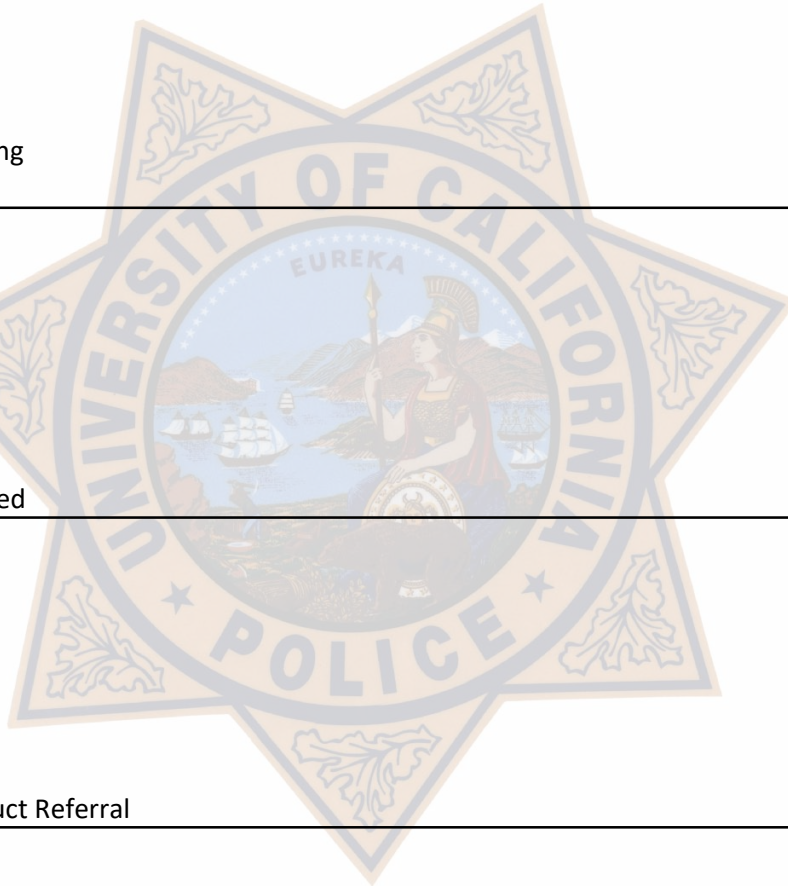 ng
UNIVERSITY OF CALIFORNIA
EUREKA
ed
POLICE
uct Referral